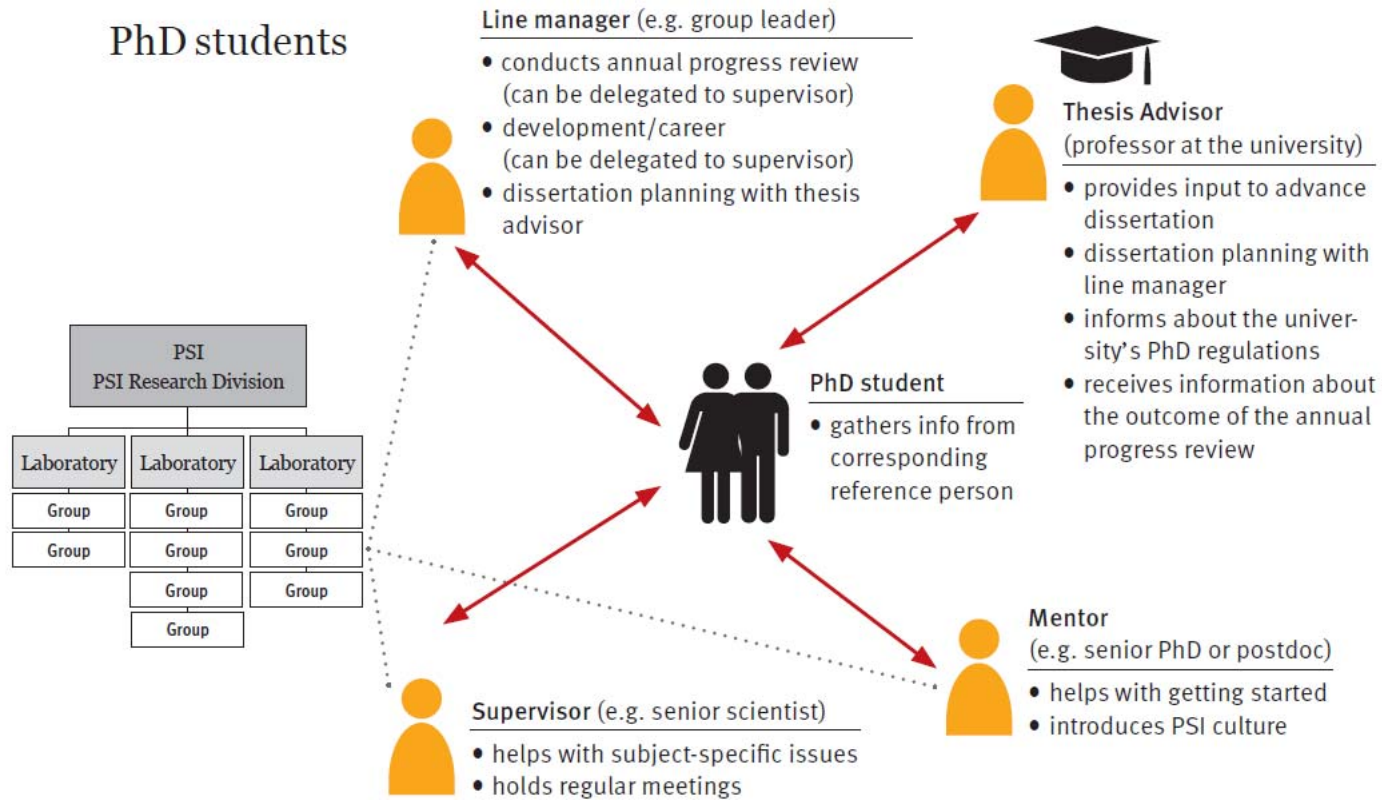 PhD students
Line manager (e.g. group leader)
• conducts annual progress review
(can be delegated to supervisor)
• development/career
(can be delegated to supervisor)
• dissertation planning with thesis
advisor
Thesis Advisor
(professor at the university)
• provides input to advance
dissertation
• dissertation planning with
line manager
• informs about the univer-
sity's PhD regulations
• receives information about
the outcome of the annual
progress review
PSI
PSI Research Division
Laboratory Laboratory Laboratory
Group Group Group
Group Group Group
Group Group
Group
PhD student
• gathers info from
corresponding
reference person
Supervisor (e.g. senior scientist)
• helps with subject-specific issues
• holds regular meetings
Mentor
(e.g. senior PhD or postdoc)
• helps with getting started
• introduces PSI culture